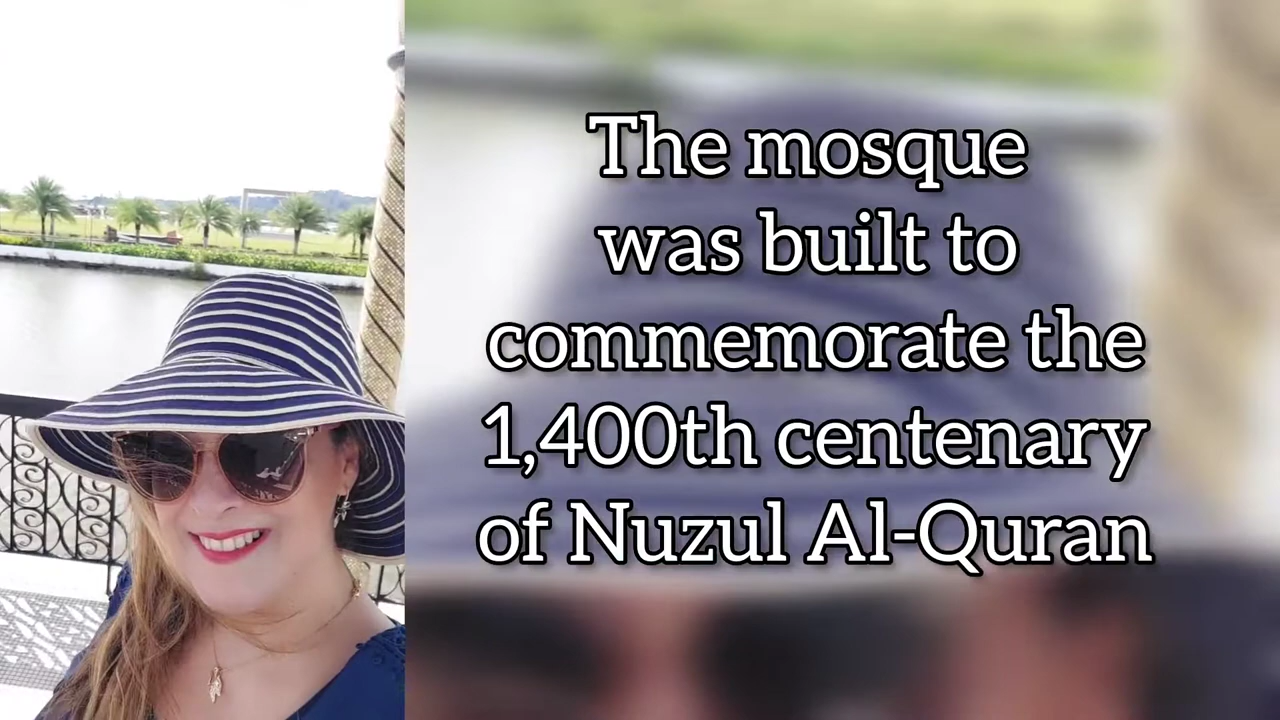 The mosque
was built to
commemorate the
1,400th centenary
of Nuzul Al-Quran